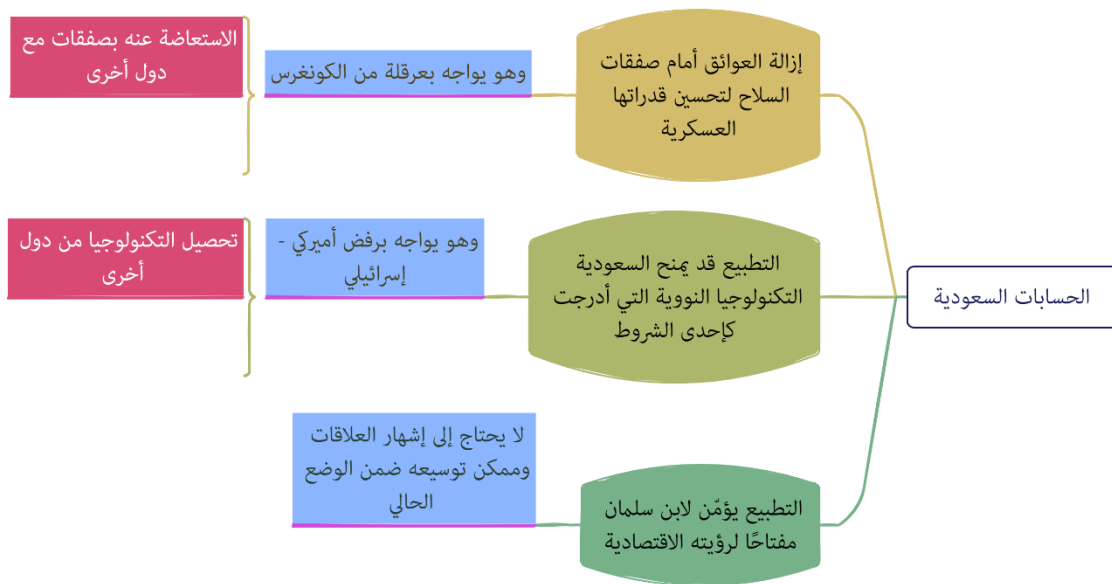 الحسابات السعودية
إزالة العوائق أمام صفقات
السلاح لتحسين قدراتها
العسكرية
وهو يواجه بعرقلة من الكونغرس
الاستعاضة عنه بصفقات مع
دول أخرى
التطبيع قد يمنح السعودية
التكنولوجيا النووية التي أدرجت
كإحدى الشروط
وهو يواجه برفض أميركي -
إسرائيلي
تحصيل التكنولوجيا من دول
أخرى
التطبيع يؤمّن لابن سلمان
مفتاحًا لرؤيته الاقتصادية
لا يحتاج إلى إشهار العلاقات
وممكن توسيعه ضمن الوضع
الحالي